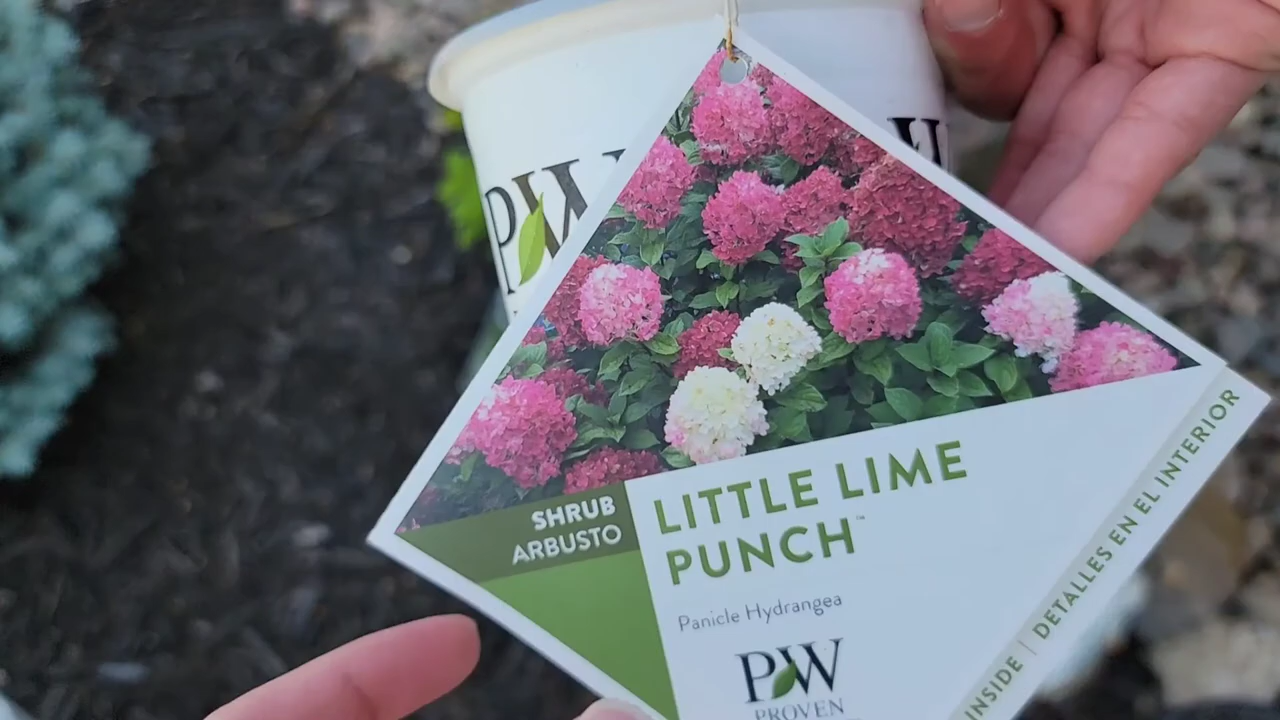 PW
SHRUB
ARBUSTO
LITTLE LIME
PUNCH™
Panicle Hydrangea
PW
PROVEN
INSIDE | DETALLES EN EL INTERIOR